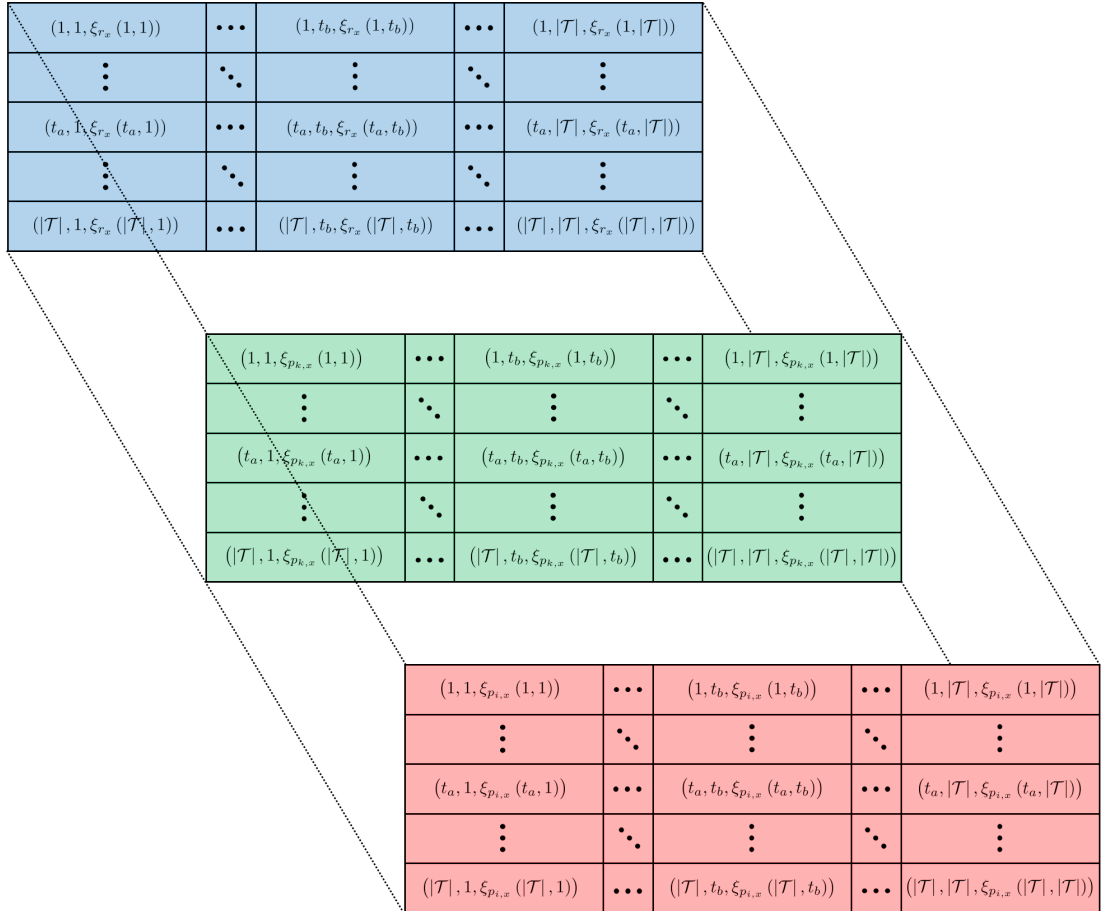 (1, 1, ξ_{r_x} (1, 1)) ••• (1, t_b, ξ_{r_x} (1, t_b)) ••• (1, |𝒯|, ξ_{r_x} (1, |𝒯|))
⋮ ⋱ ⋮ ⋱ ⋮
(t_a, 1, ξ_{r_x} (t_a, 1)) ••• (t_a, t_b, ξ_{r_x} (t_a, t_b)) ••• (t_a, |𝒯|, ξ_{r_x} (t_a, |𝒯|))
⋮ ⋱ ⋮ ⋱ ⋮
(|𝒯|, 1, ξ_{r_x} (|𝒯|, 1)) ••• (|𝒯|, t_b, ξ_{r_x} (|𝒯|, t_b)) ••• (|𝒯|, |𝒯|, ξ_{r_x} (|𝒯|, |𝒯|))
(1, 1, ξ_{p_{k,x}} (1, 1)) ••• (1, t_b, ξ_{p_{k,x}} (1, t_b)) ••• (1, |𝒯|, ξ_{p_{k,x}} (1, |𝒯|))
⋮ ⋱ ⋮ ⋱ ⋮
(t_a, 1, ξ_{p_{k,x}} (t_a, 1)) ••• (t_a, t_b, ξ_{p_{k,x}} (t_a, t_b)) ••• (t_a, |𝒯|, ξ_{p_{k,x}} (t_a, |𝒯|))
⋮ ⋱ ⋮ ⋱ ⋮
(|𝒯|, 1, ξ_{p_{k,x}} (|𝒯|, 1)) ••• (|𝒯|, t_b, ξ_{p_{k,x}} (|𝒯|, t_b)) ••• (|𝒯|, |𝒯|, ξ_{p_{k,x}} (|𝒯|, |𝒯|))
(1, 1, ξ_{p_{i,x}} (1, 1)) ••• (1, t_b, ξ_{p_{i,x}} (1, t_b)) ••• (1, |𝒯|, ξ_{p_{i,x}} (1, |𝒯|))
⋮ ⋱ ⋮ ⋱ ⋮
(t_a, 1, ξ_{p_{i,x}} (t_a, 1)) ••• (t_a, t_b, ξ_{p_{i,x}} (t_a, t_b)) ••• (t_a, |𝒯|, ξ_{p_{i,x}} (t_a, |𝒯|))
⋮ ⋱ ⋮ ⋱ ⋮
(|𝒯|, 1, ξ_{p_{i,x}} (|𝒯|, 1)) ••• (|𝒯|, t_b, ξ_{p_{i,x}} (|𝒯|, t_b)) ••• (|𝒯|, |𝒯|, ξ_{p_{i,x}} (|𝒯|, |𝒯|))